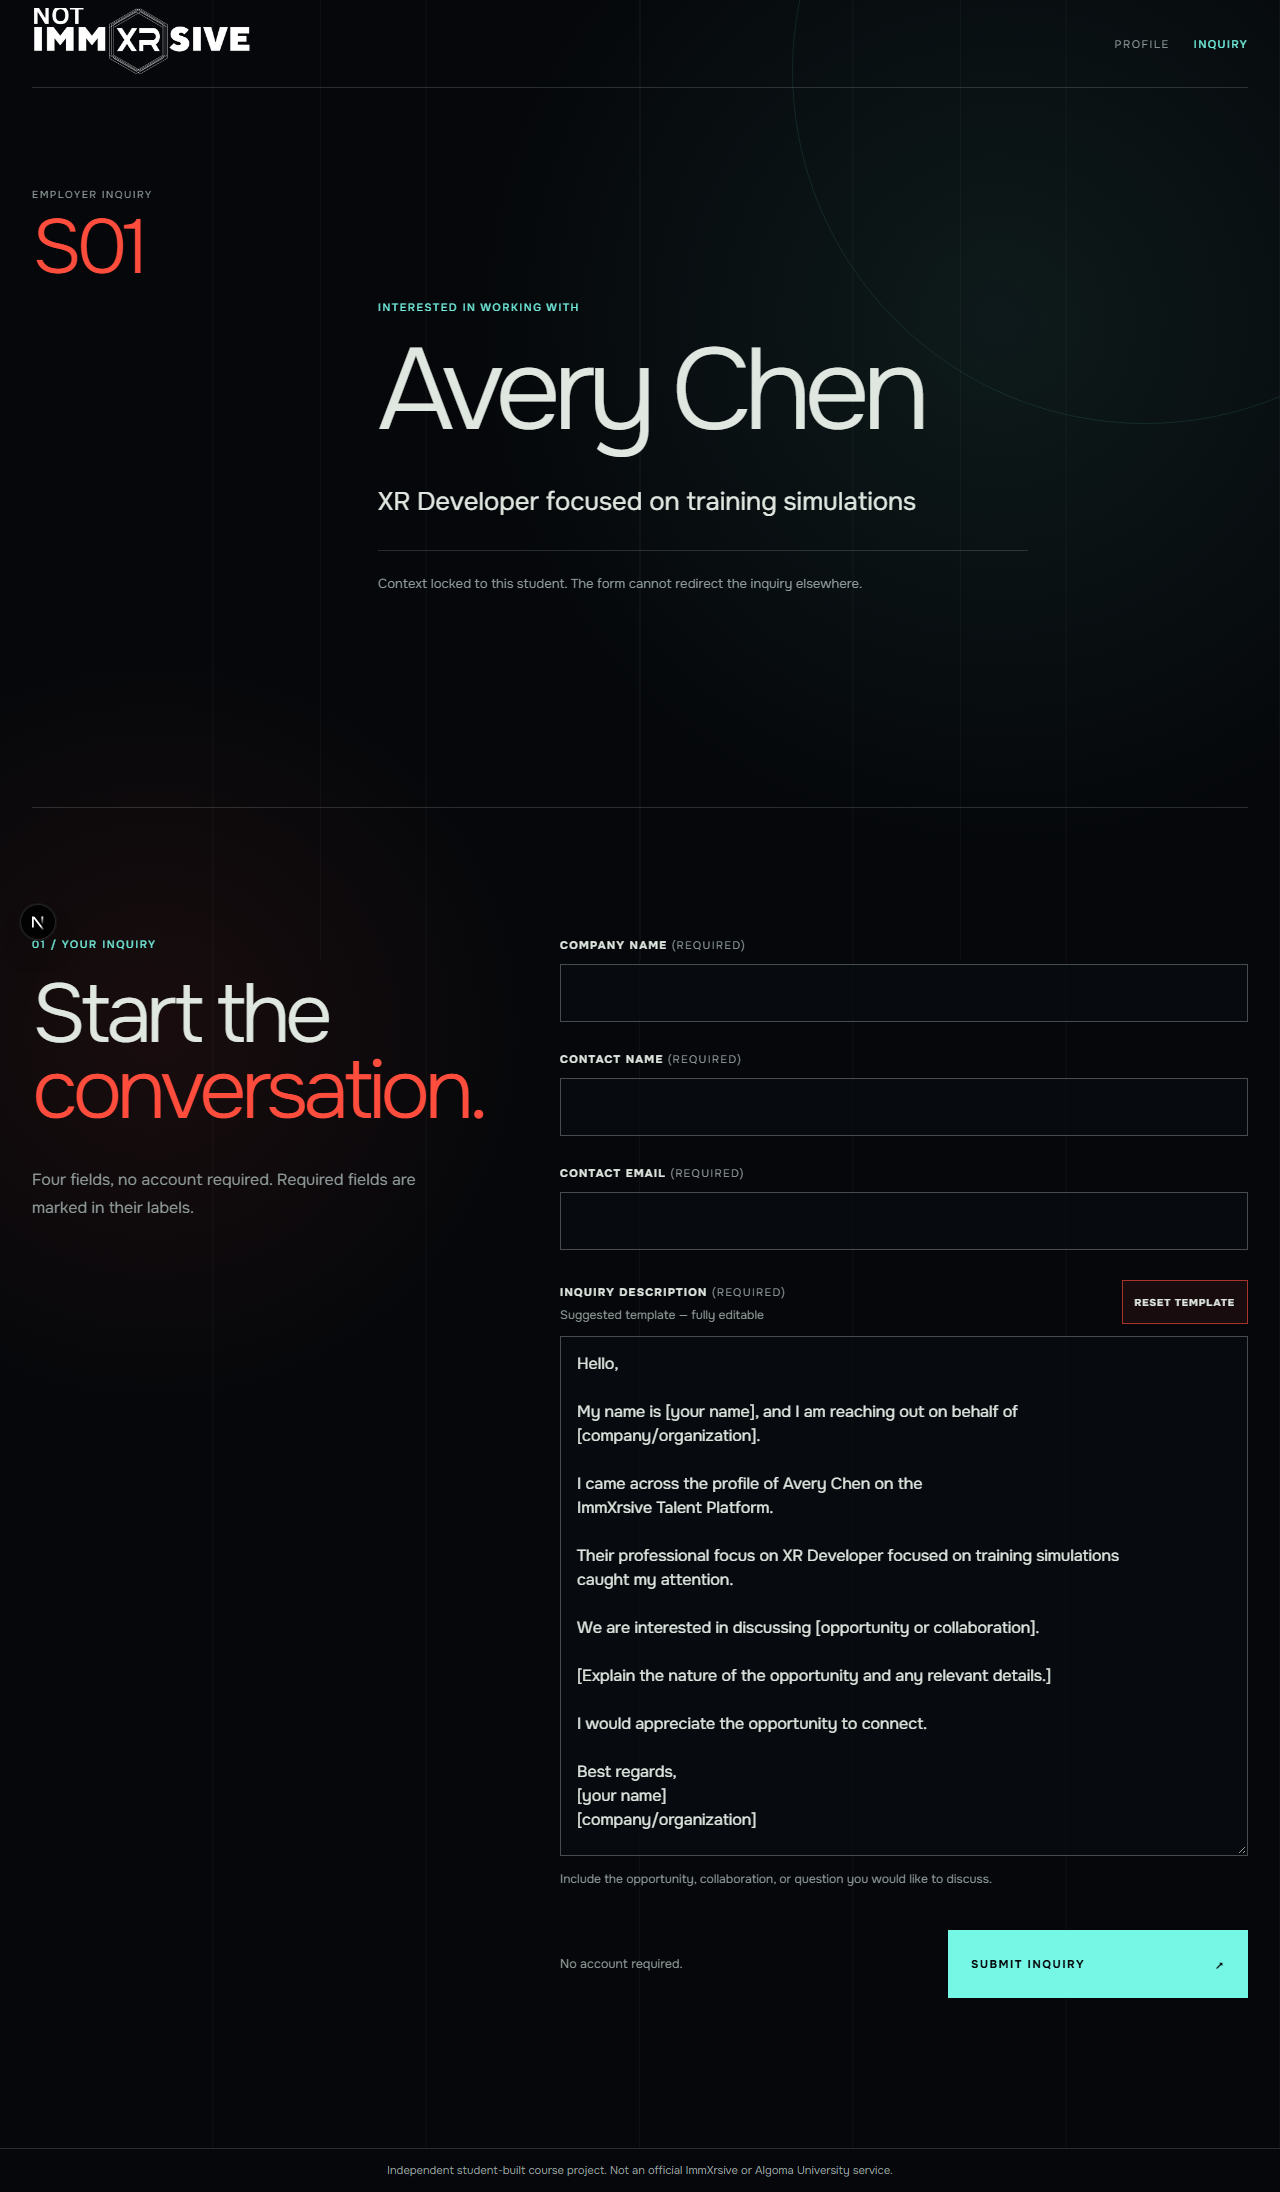 NOT
IMMXRSIVE
PROFILE
INQUIRY
EMPLOYER INQUIRY
S01
INTERESTED IN WORKING WITH
Avery Chen
XR Developer focused on training simulations
Context locked to this student. The form cannot redirect the inquiry elsewhere.
N
01 / YOUR INQUIRY
Start the
conversation.
Four fields, no account required. Required fields are
marked in their labels.
COMPANY NAME (REQUIRED)
CONTACT NAME (REQUIRED)
CONTACT EMAIL (REQUIRED)
INQUIRY DESCRIPTION (REQUIRED)
Suggested template — fully editable
RESET TEMPLATE
Hello,
My name is [your name], and I am reaching out on behalf of
[company/organization].
I came across the profile of Avery Chen on the
ImmXrsive Talent Platform.
Their professional focus on XR Developer focused on training simulations
caught my attention.
We are interested in discussing [opportunity or collaboration].
[Explain the nature of the opportunity and any relevant details.]
I would appreciate the opportunity to connect.
Best regards,
[your name]
[company/organization]
Include the opportunity, collaboration, or question you would like to discuss.
No account required.
SUBMIT INQUIRY ↗
Independent student-built course project. Not an official ImmXrsive or Algoma University service.